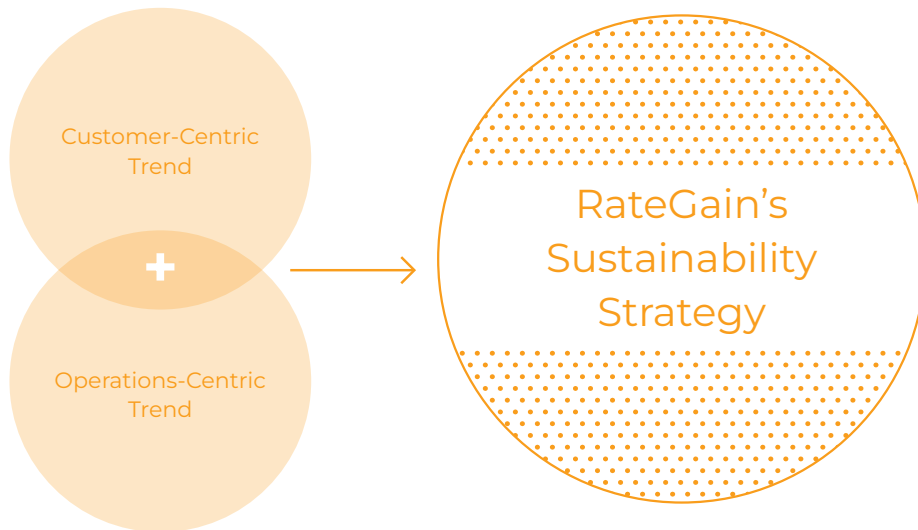 Customer-Centric
Trend
+
Operations-Centric
Trend
RateGain’s
Sustainability
Strategy